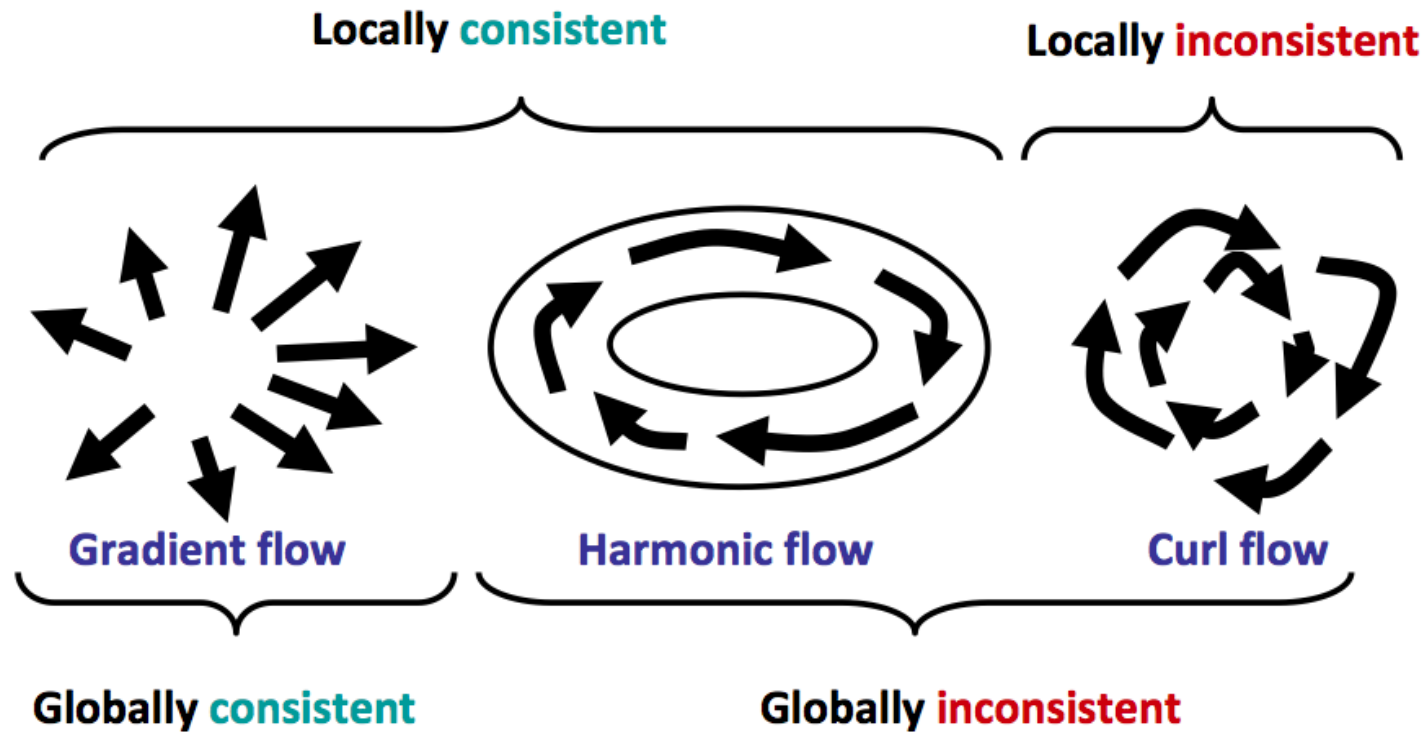 Locally consistent
Locally inconsistent
Gradient flow
Harmonic flow
Curl flow
Globally consistent
Globally inconsistent